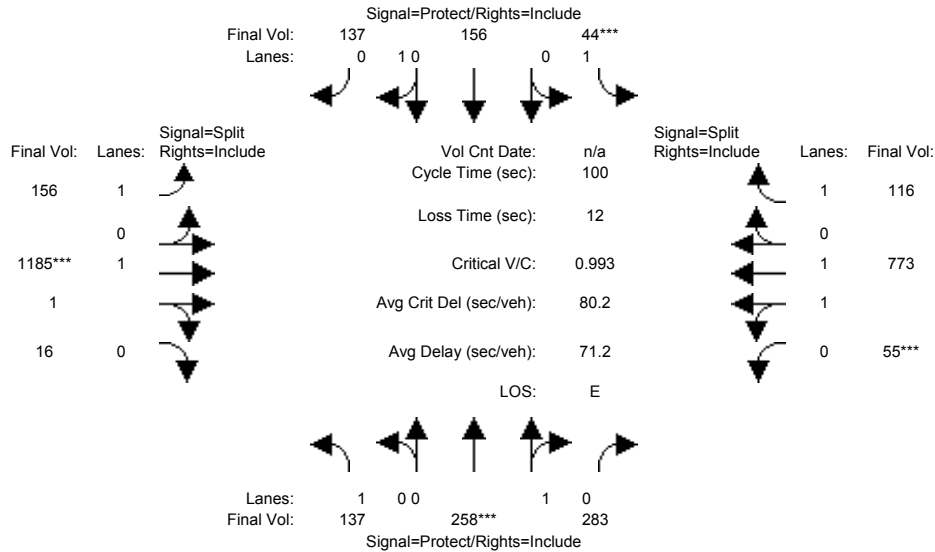 Signal=Protect/Rights=Include
Final Vol: 137 156 44***
Lanes: 0 1 0 0 1
Signal=Split Signal=Split
Final Vol: Lanes: Rights=Include Vol Cnt Date: n/a Rights=Include Lanes: Final Vol:
Cycle Time (sec): 100
156 1 1 116
Loss Time (sec): 12
0 0
1185*** 1 Critical V/C: 0.993 1 773
1 Avg Crit Del (sec/veh): 80.2 1
16 0 Avg Delay (sec/veh): 71.2 0 55***
LOS: E
Lanes: 1 0 0 1 0
Final Vol: 137 258*** 283
Signal=Protect/Rights=Include